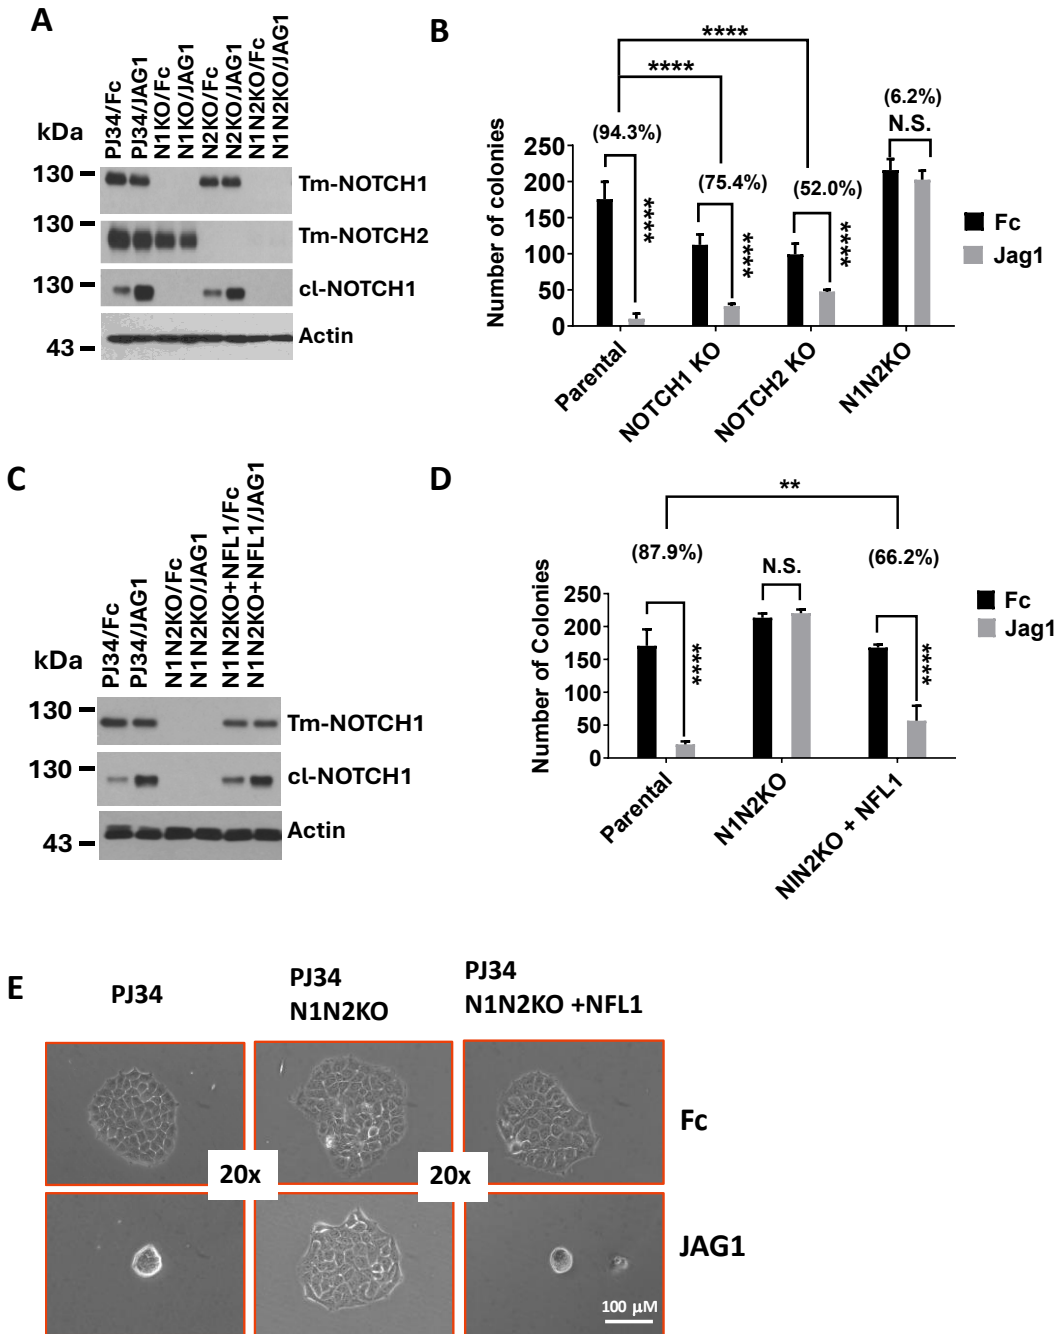 A
PJ34/Fc
PJ34/JAG1
N1KO/Fc
N1KO/JAG1
N2KO/Fc
N2KO/JAG1
N1N2KO/Fc
N1N2KO/JAG1
kDa
130
Tm-NOTCH1
130
Tm-NOTCH2
130
cl-NOTCH1
43
Actin
B
****
****
(6.2%)
N.S.
(94.3%)
(75.4%)
(52.0%)
****
****
****
Number of colonies
250
200
150
100
50
0
Parental
NOTCH1 KO
NOTCH2 KO
N1N2KO
Fc
Jag1
C
PJ34/Fc
PJ34/JAG1
N1N2KO/Fc
N1N2KO/JAG1
N1N2KO+NFL1/Fc
N1N2KO+NFL1/JAG1
kDa
130
Tm-NOTCH1
130
cl-NOTCH1
43
Actin
D
**
(87.9%)
N.S.
(66.2%)
****
****
Number of Colonies
250
200
150
100
50
0
Parental
N1N2KO
NIN2KO + NFL1
Fc
Jag1
E
PJ34
PJ34
N1N2KO
PJ34
N1N2KO +NFL1
Fc
20x
20x
JAG1
100 µM